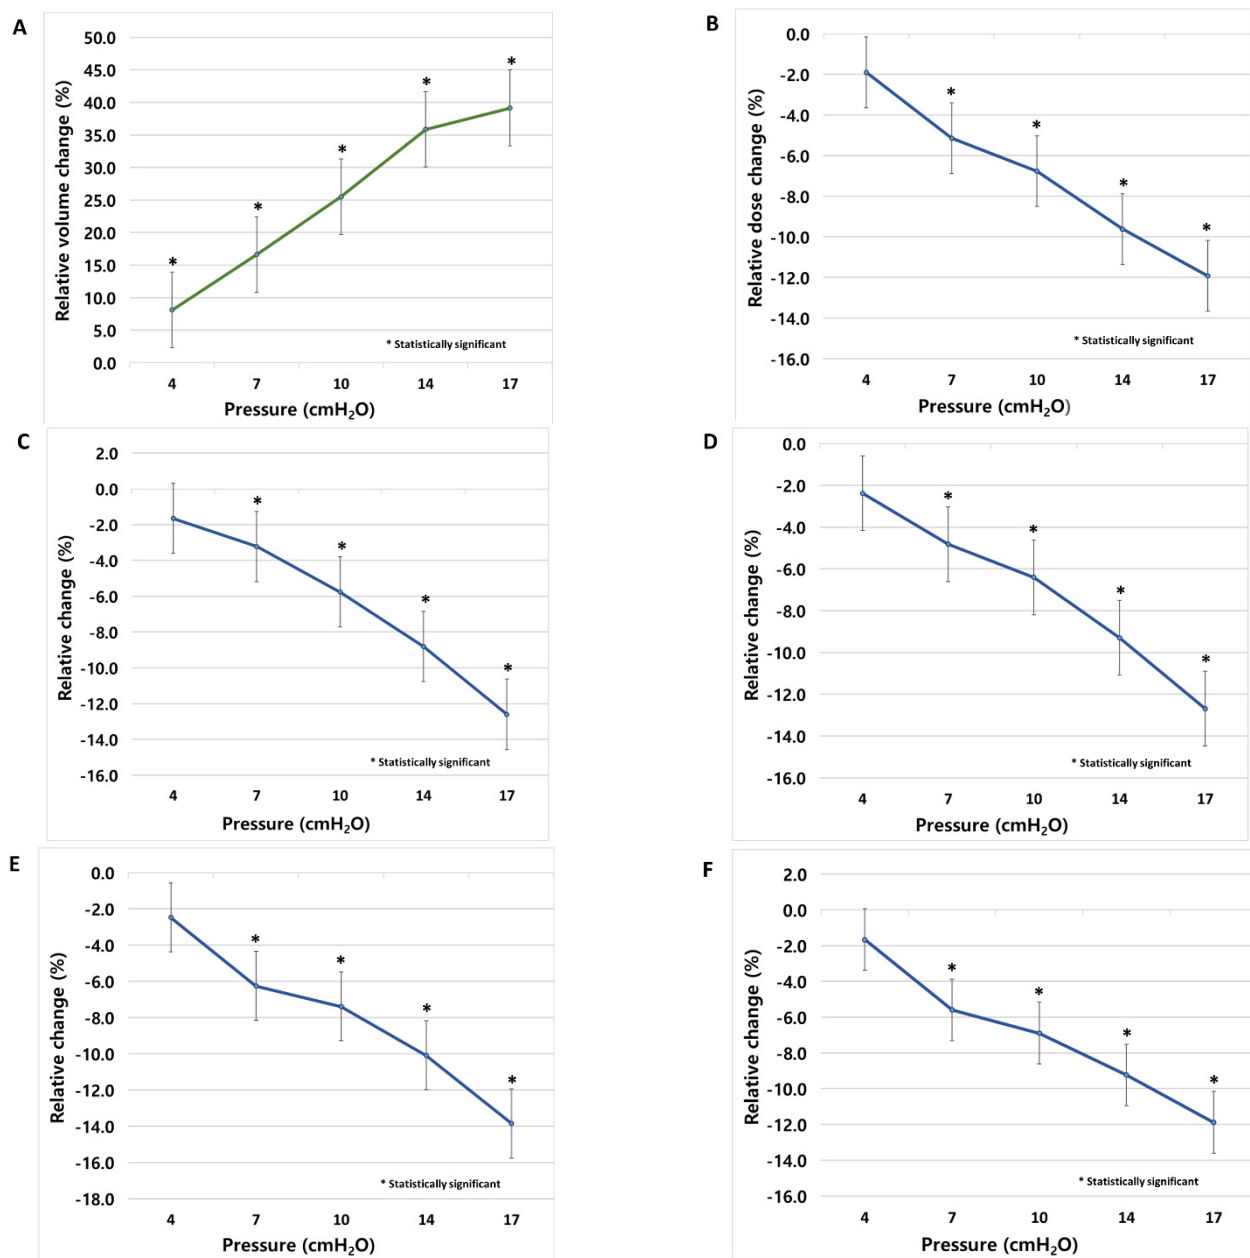 A
Relative volume change (%)
50.0
45.0
40.0
35.0
30.0
25.0
20.0
15.0
10.0
5.0
0.0
* * * * *
* Statistically significant
4 7 10 14 17
Pressure (cmH₂O)
B
Relative dose change (%)
0.0
-2.0
-4.0
-6.0
-8.0
-10.0
-12.0
-14.0
-16.0
* * * *
* Statistically significant
4 7 10 14 17
Pressure (cmH₂O)
C
Relative change (%)
2.0
0.0
-2.0
-4.0
-6.0
-8.0
-10.0
-12.0
-14.0
-16.0
* * * *
* Statistically significant
4 7 10 14 17
Pressure (cmH₂O)
D
Relative change (%)
0.0
-2.0
-4.0
-6.0
-8.0
-10.0
-12.0
-14.0
-16.0
* * * *
* Statistically significant
4 7 10 14 17
Pressure (cmH₂O)
E
Relative change (%)
0.0
-2.0
-4.0
-6.0
-8.0
-10.0
-12.0
-14.0
-16.0
-18.0
* * * *
* Statistically significant
4 7 10 14 17
Pressure (cmH₂O)
F
Relative change (%)
2.0
0.0
-2.0
-4.0
-6.0
-8.0
-10.0
-12.0
-14.0
-16.0
* * * *
* Statistically significant
4 7 10 14 17
Pressure (cmH₂O)